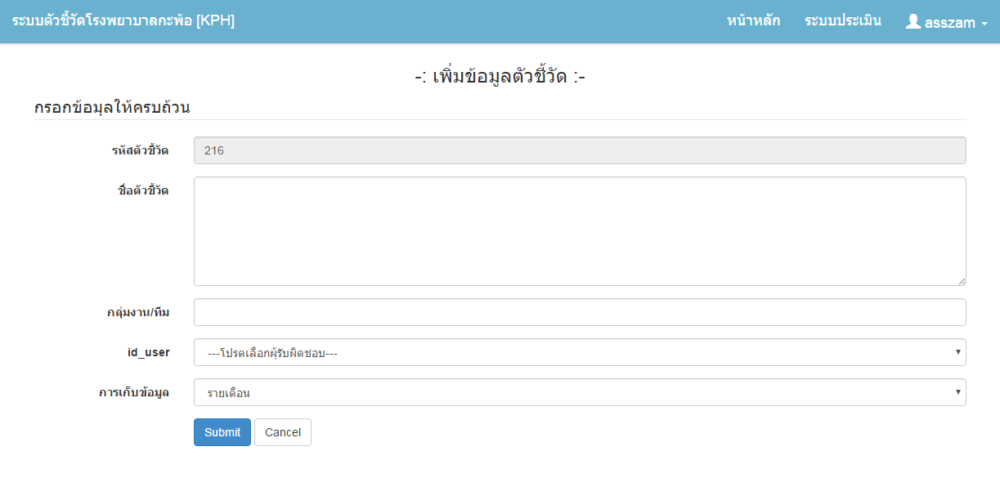 ระบบตัวชี้วัดโรงพยาบาลกะพ้อ [KPH] หน้าหลัก ระบบประเมิน asszam
-: เพิ่มข้อมูลตัวชี้วัด :-
กรอกข้อมุลให้ครบถ้วน
รหัสตัวชี้วัด 216
ชื่อตัวชี้วัด
กลุ่มงาน/ทีม
id_user ---โปรดเลือกผู้รับผิดชอบ---
การเก็บข้อมูล รายเดือน
Submit Cancel